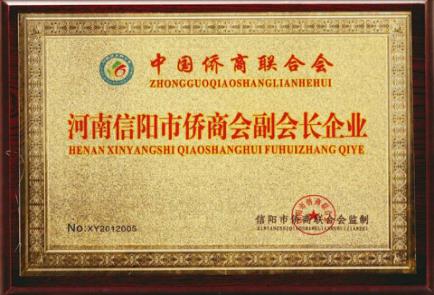 中国侨商联合会
ZHONGGUOQIAOSHANGLIANHEHUI
河南信阳市侨商会副会长企业
HENAN XINYANGSHI QIAOSHANGHUI FUHUIZHANG QIYE
信阳市侨商联合会监制
No:XY2012005